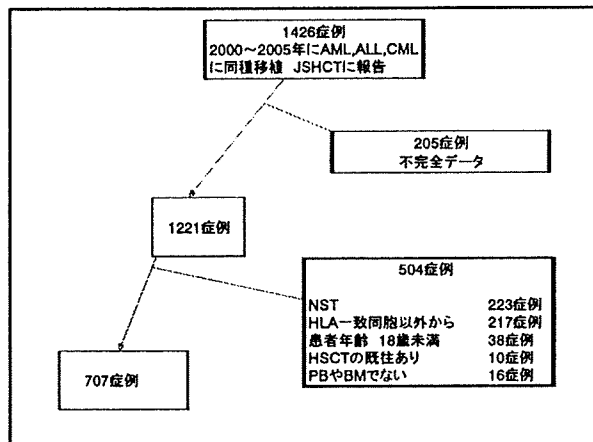 1426症例
2000～2005年にAML,ALL,CML
に同種移植 JSHCTに報告
205症例
不完全データ
1221症例
504症例
NST 223症例
HLA一致同胞以外から 217症例
患者年齢 18歳未満 38症例
HSCTの既往あり 10症例
PBやBMでない 16症例
707症例